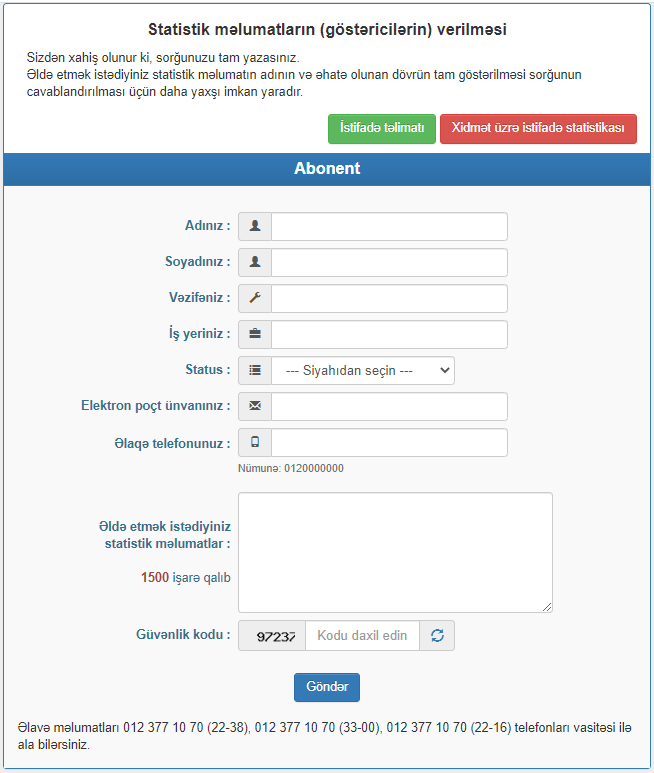 Statistik məlumatların (göstəricilərin) verilməsi
Sizdən xahiş olunur ki, sorğunuzu tam yazasınız.
Əldə etmək istədiyiniz statistik məlumatın adının və əhatə olunan dövrün tam göstərilməsi sorğunun
cavablandırılması üçün daha yaxşı imkan yaradır.
İstifadə təlimatı
Xidmət üzrə istifadə statistikası
Abonent
Adınız :
Soyadınız :
Vəzifəniz :
İş yeriniz :
Status :
--- Siyahıdan seçin ---
Elektron poçt ünvanınız :
Əlaqə telefonunuz :
Nümunə: 0120000000
Əldə etmək istədiyiniz
statistik məlumatlar :
1500 işarə qalıb
Güvənlik kodu :
97237
Kodu daxil edin
Göndər
Əlavə məlumatları 012 377 10 70 (22-38), 012 377 10 70 (33-00), 012 377 10 70 (22-16) telefonları vasitəsi ilə
ala bilərsiniz.